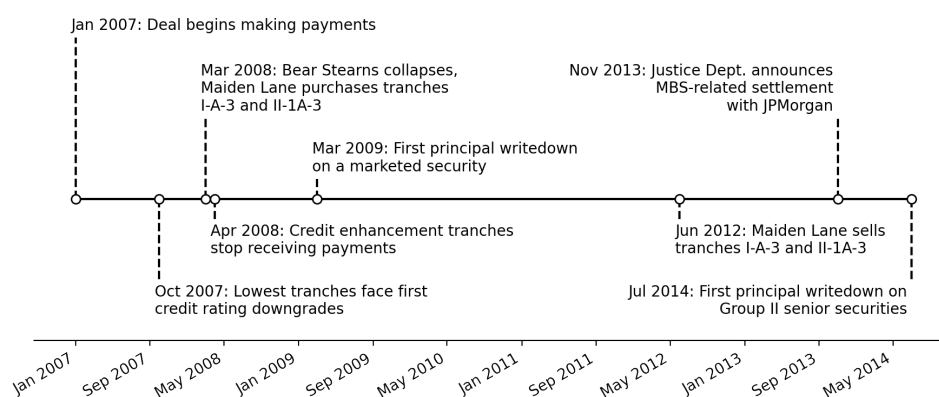 Jan 2007: Deal begins making payments
Mar 2008: Bear Stearns collapses,
Maiden Lane purchases tranches
I-A-3 and II-1A-3
Nov 2013: Justice Dept. announces
MBS-related settlement
with JPMorgan
Mar 2009: First principal writedown
on a marketed security
Apr 2008: Credit enhancement tranches
stop receiving payments
Jun 2012: Maiden Lane sells
tranches I-A-3 and II-1A-3
Oct 2007: Lowest tranches face first
credit rating downgrades
Jul 2014: First principal writedown on
Group II senior securities
Jan 2007
Sep 2007
May 2008
Jan 2009
Sep 2009
May 2010
Jan 2011
Sep 2011
May 2012
Jan 2013
Sep 2013
May 2014